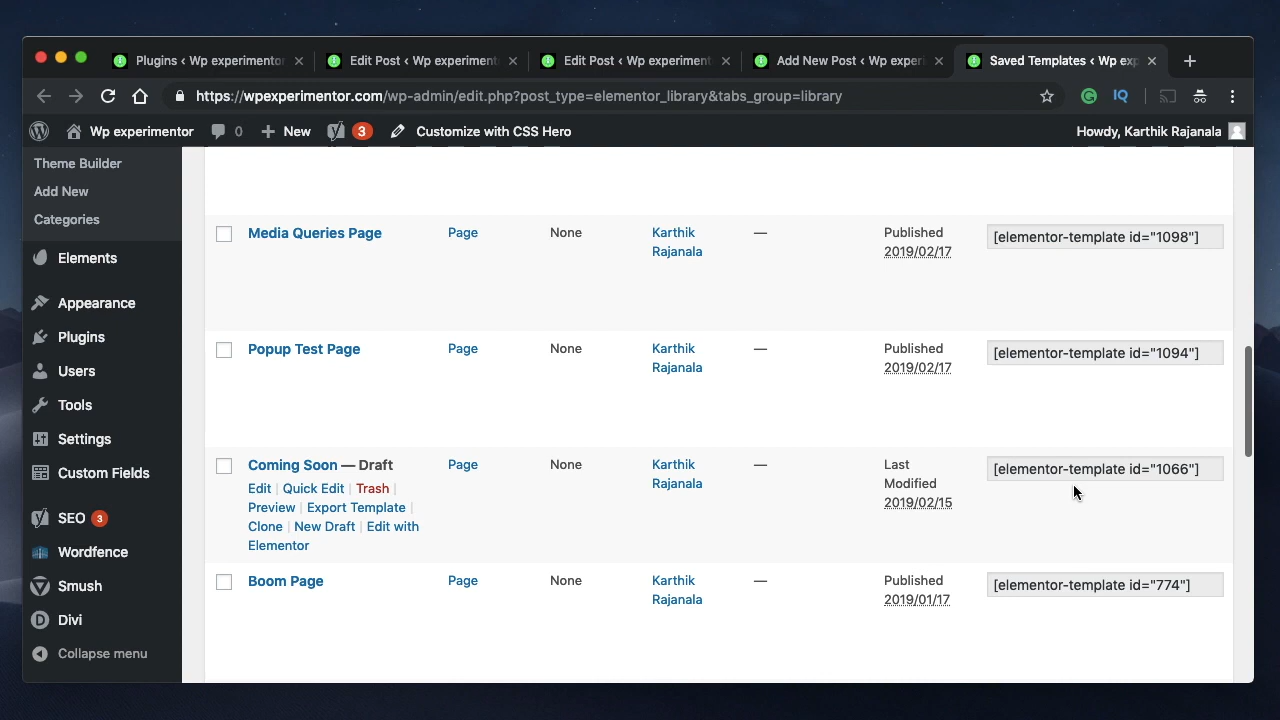 Plugins ‹ Wp experimentor
Edit Post ‹ Wp experiment
Edit Post ‹ Wp experiment
Add New Post ‹ Wp experi
Saved Templates ‹ Wp exp
https://wpexperimentor.com/wp-admin/edit.php?post_type=elementor_library&tabs_group=library
IQ
Wp experimentor
0
New
3
Customize with CSS Hero
Howdy, Karthik Rajanala
Theme Builder
Add New
Categories
Elements
Appearance
Plugins
Users
Tools
Settings
Custom Fields
SEO 3
Wordfence
Smush
Divi
Collapse menu
Media Queries Page
Page
None
Karthik
Rajanala
—
Published
2019/02/17
[elementor-template id="1098"]
Popup Test Page
Page
None
Karthik
Rajanala
—
Published
2019/02/17
[elementor-template id="1094"]
Coming Soon — Draft
Edit | Quick Edit | Trash |
Preview | Export Template |
Clone | New Draft | Edit with
Elementor
Page
None
Karthik
Rajanala
—
Last
Modified
2019/02/15
[elementor-template id="1066"]
Boom Page
Page
None
Karthik
Rajanala
—
Published
2019/01/17
[elementor-template id="774"]